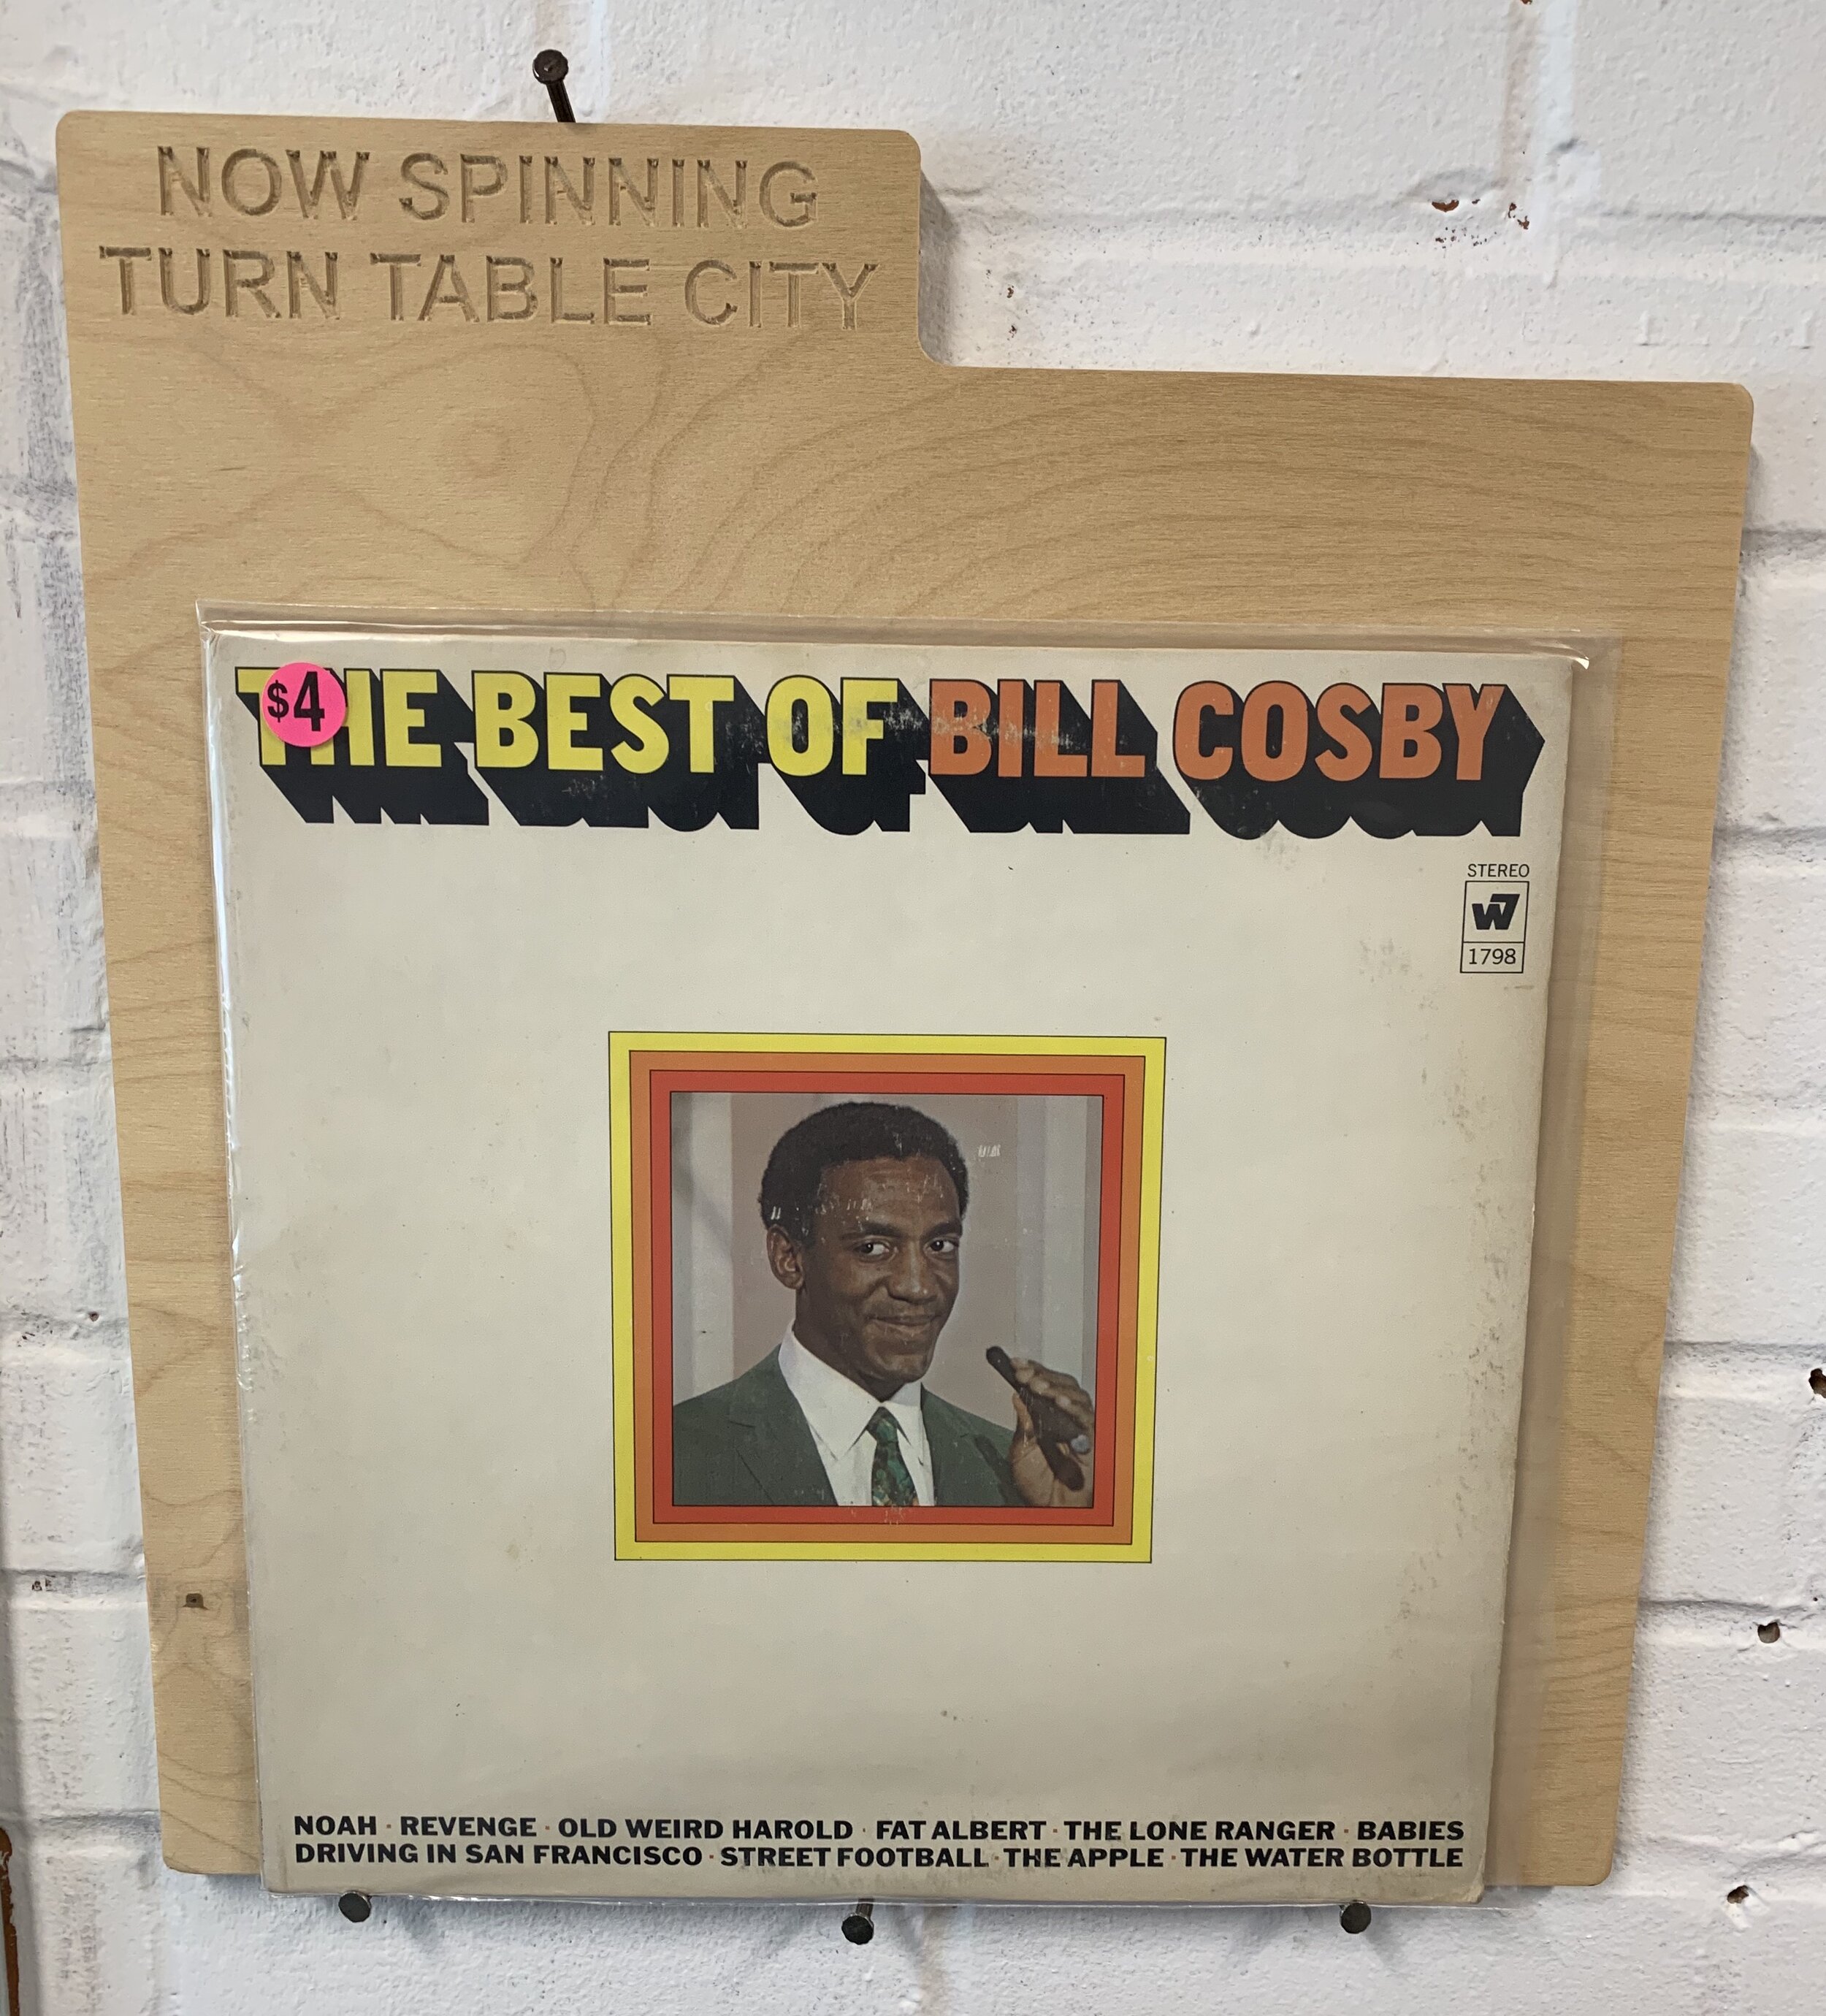 NOW SPINNING
TURN TABLE CITY
$4
THE BEST OF BILL COSBY
STEREO
W7
1798
NOAH · REVENGE · OLD WEIRD HAROLD · FAT ALBERT · THE LONE RANGER · BABIES
DRIVING IN SAN FRANCISCO · STREET FOOTBALL · THE APPLE · THE WATER BOTTLE